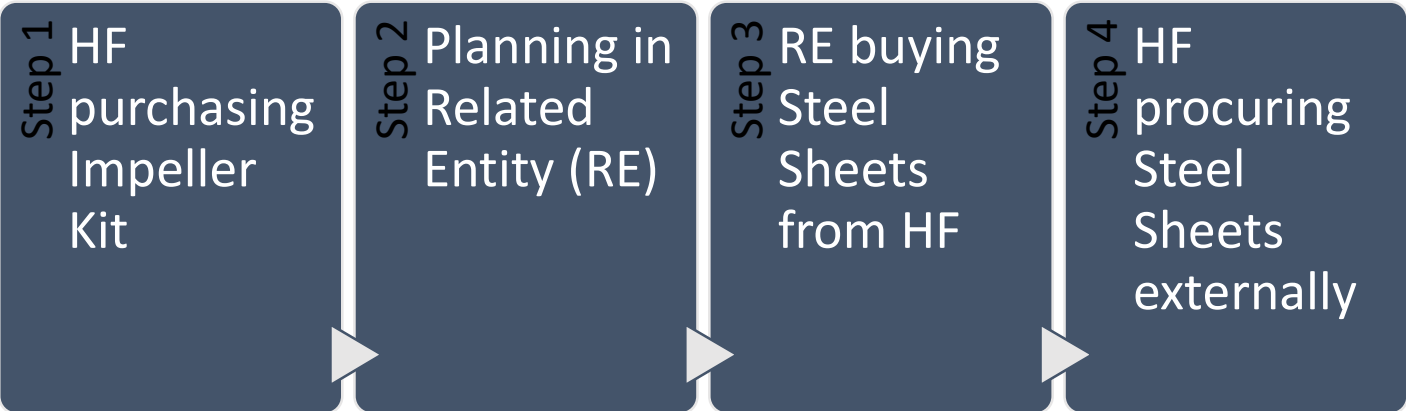 Step 1
HF
purchasing
Impeller
Kit
Step 2
Planning in
Related
Entity (RE)
Step 3
RE buying
Steel
Sheets
from HF
Step 4
HF
procuring
Steel
Sheets
externally